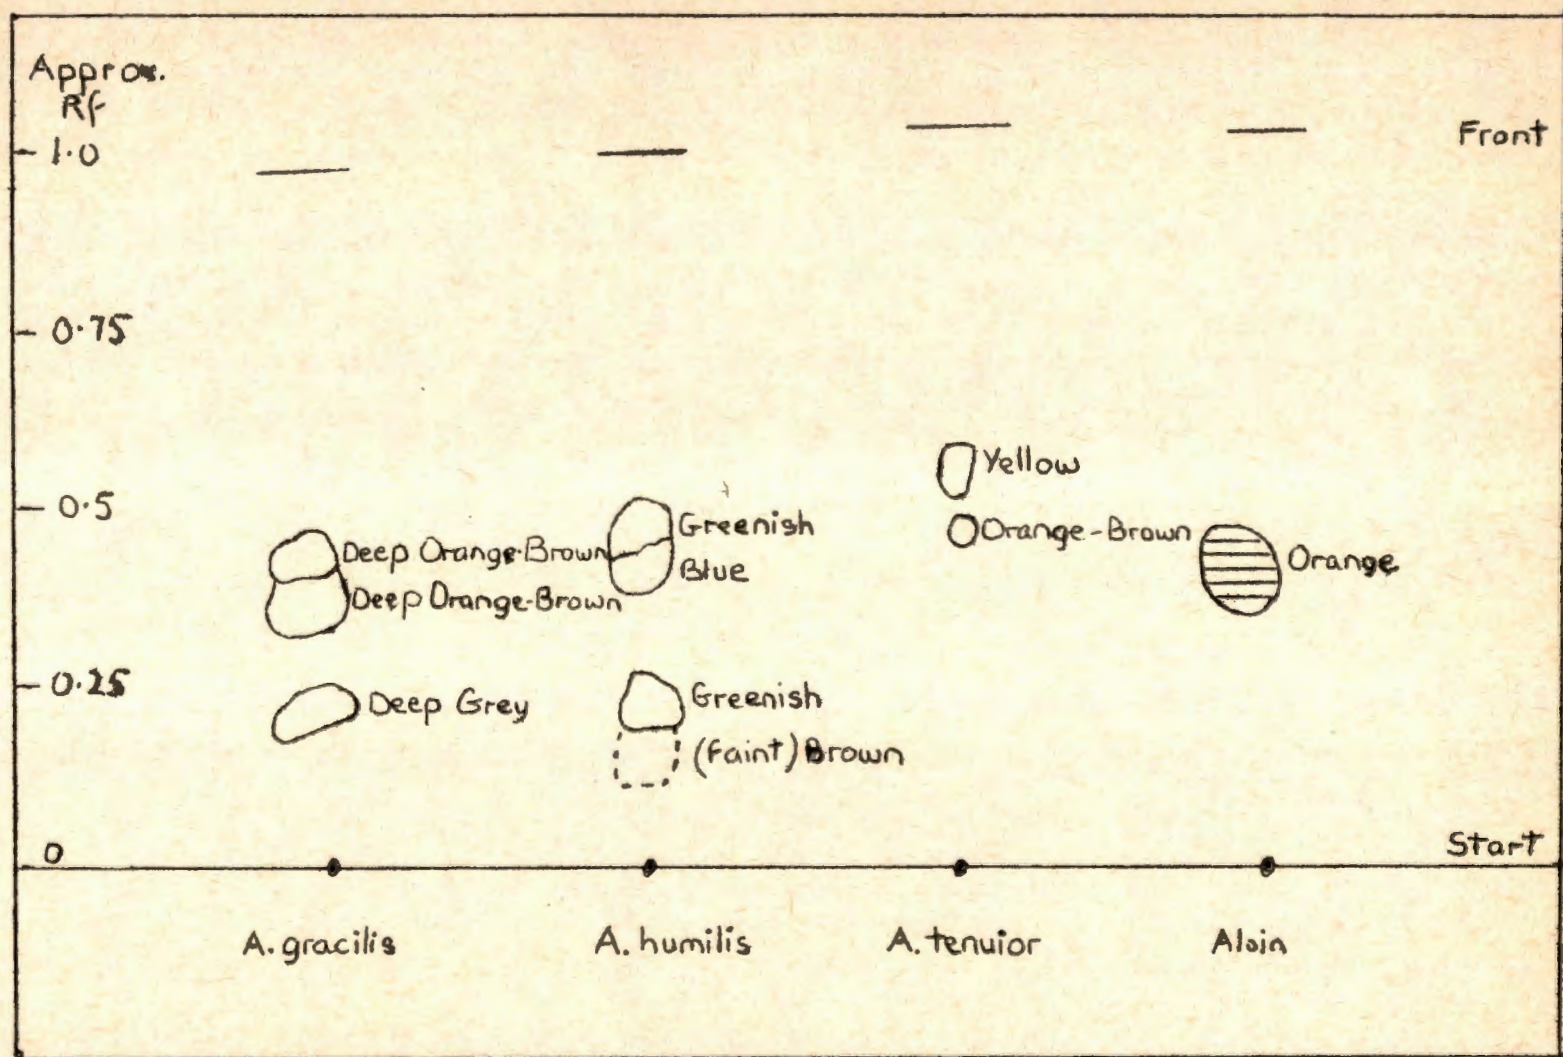 Approx.
Rf
1.0
Front
0.75
0.5
Yellow
Greenish
Orange-Brown
Deep Orange-Brown
Blue
Orange
Deep Orange-Brown
0.25
Deep Grey
Greenish
(Faint) Brown
0
Start
A. gracilis
A. humilis
A. tenuior
Aloin